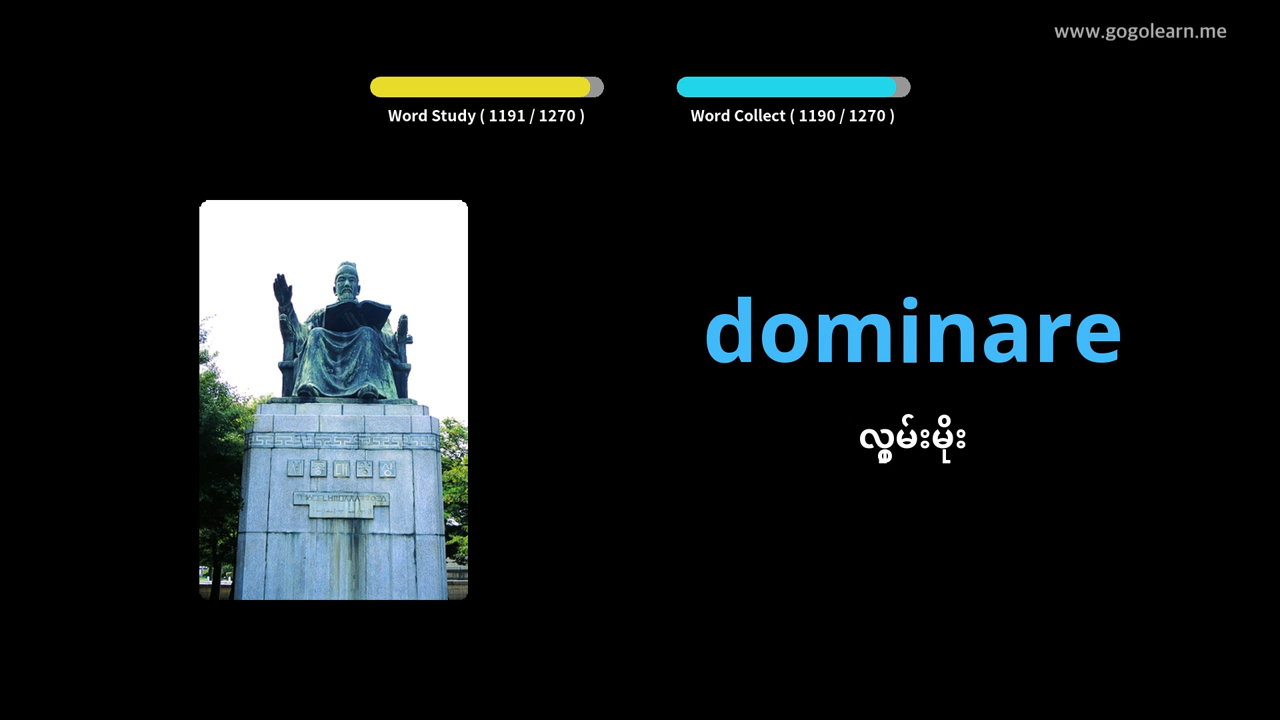 www.gogolearn.me
Word Study ( 1191 / 1270 )
Word Collect ( 1190 / 1270 )
dominare
လွှမ်းမိုး